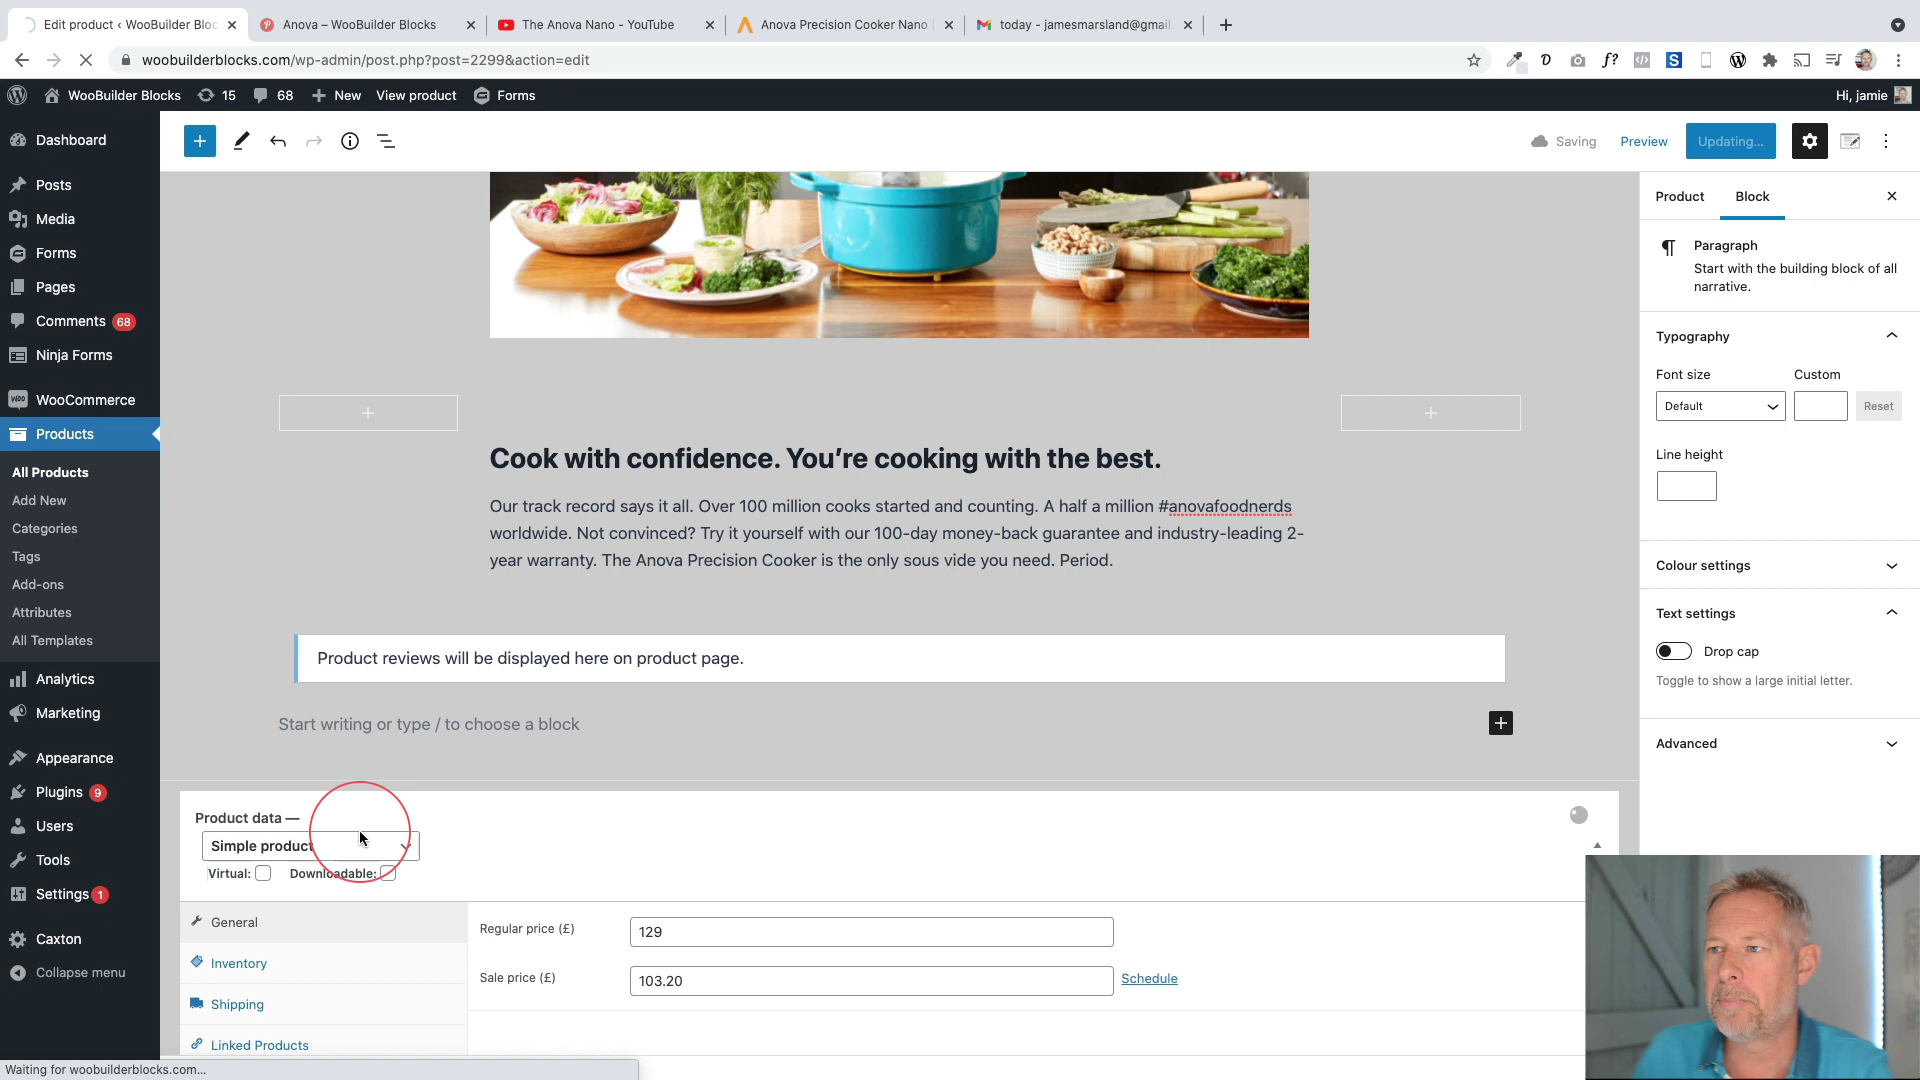 Edit product ‹ WooBuilder Bloc
Anova – WooBuilder Blocks
The Anova Nano - YouTube
Anova Precision Cooker Nano
today - jamesmarsland@gmail.
woobuilderblocks.com/wp-admin/post.php?post=2299&action=edit
WooBuilder Blocks
15
68
New
View product
Forms
Hi, jamie
Saving
Preview
Updating...
Dashboard
Posts
Media
Forms
Pages
Comments 68
Ninja Forms
WooCommerce
Products
All Products
Add New
Categories
Tags
Add-ons
Attributes
All Templates
Analytics
Marketing
Appearance
Plugins 9
Users
Tools
Settings 1
Caxton
Collapse menu
Cook with confidence. You’re cooking with the best.
Our track record says it all. Over 100 million cooks started and counting. A half a million #anovafoodnerds
worldwide. Not convinced? Try it yourself with our 100-day money-back guarantee and industry-leading 2-
year warranty. The Anova Precision Cooker is the only sous vide you need. Period.
Product reviews will be displayed here on product page.
Start writing or type / to choose a block
Product data —
Simple product
Virtual:
Downloadable:
General
Inventory
Shipping
Linked Products
Regular price (£)
129
Sale price (£)
103.20
Schedule
Product
Block
Paragraph
Start with the building block of all
narrative.
Typography
Font size
Custom
Default
Reset
Line height
Colour settings
Text settings
Drop cap
Toggle to show a large initial letter.
Advanced
Waiting for woobuilderblocks.com...